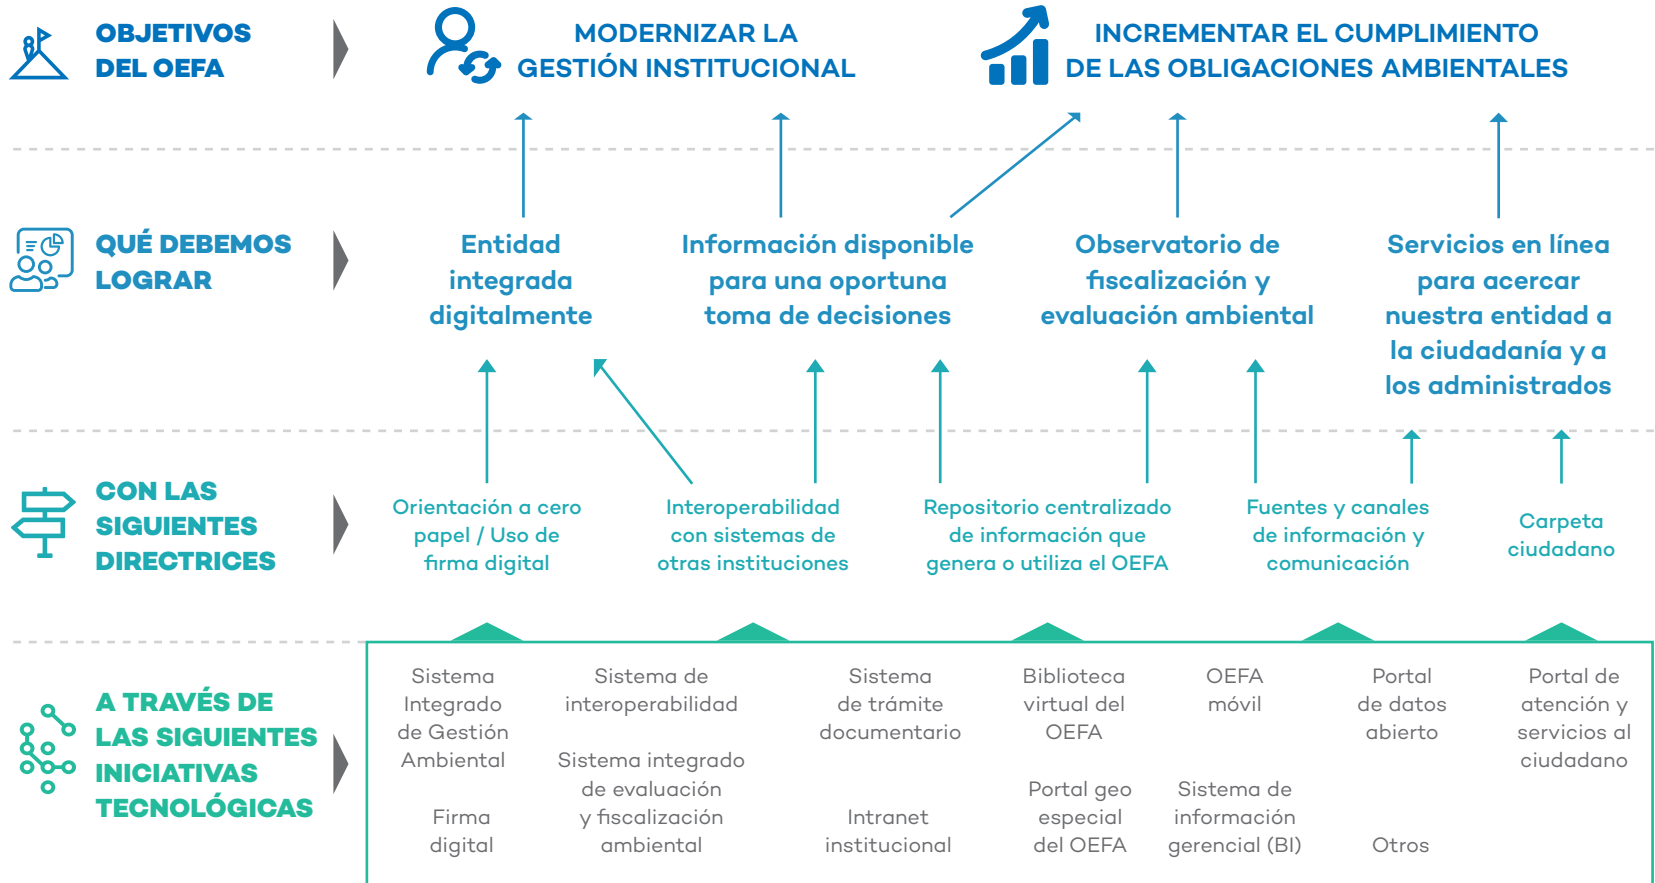 OBJETIVOS
DEL OEFA
MODERNIZAR LA
GESTIÓN INSTITUCIONAL
INCREMENTAR EL CUMPLIMIENTO
DE LAS OBLIGACIONES AMBIENTALES
QUÉ DEBEMOS
LOGRAR
Entidad
integrada
digitalmente
Información disponible
para una oportuna
toma de decisiones
Observatorio de
fiscalización y
evaluación ambiental
Servicios en línea
para acercar
nuestra entidad a
la ciudadanía y a
los administrados
CON LAS
SIGUIENTES
DIRECTRICES
Orientación a cero
papel / Uso de
firma digital
Interoperabilidad
con sistemas de
otras instituciones
Repositorio centralizado
de información que
genera o utiliza el OEFA
Fuentes y canales
de información y
comunicación
Carpeta
ciudadano
A TRAVÉS DE
LAS SIGUIENTES
INICIATIVAS
TECNOLÓGICAS
Sistema
Integrado
de Gestión
Ambiental
Firma
digital
Sistema de
interoperabilidad
Sistema integrado
de evaluación
y fiscalización
ambiental
Sistema
de trámite
documentario
Intranet
institucional
Biblioteca
virtual del
OEFA
Portal geo
especial
del OEFA
OEFA
móvil
Sistema de
información
gerencial (BI)
Portal
de datos
abierto
Otros
Portal de
atención y
servicios al
ciudadano